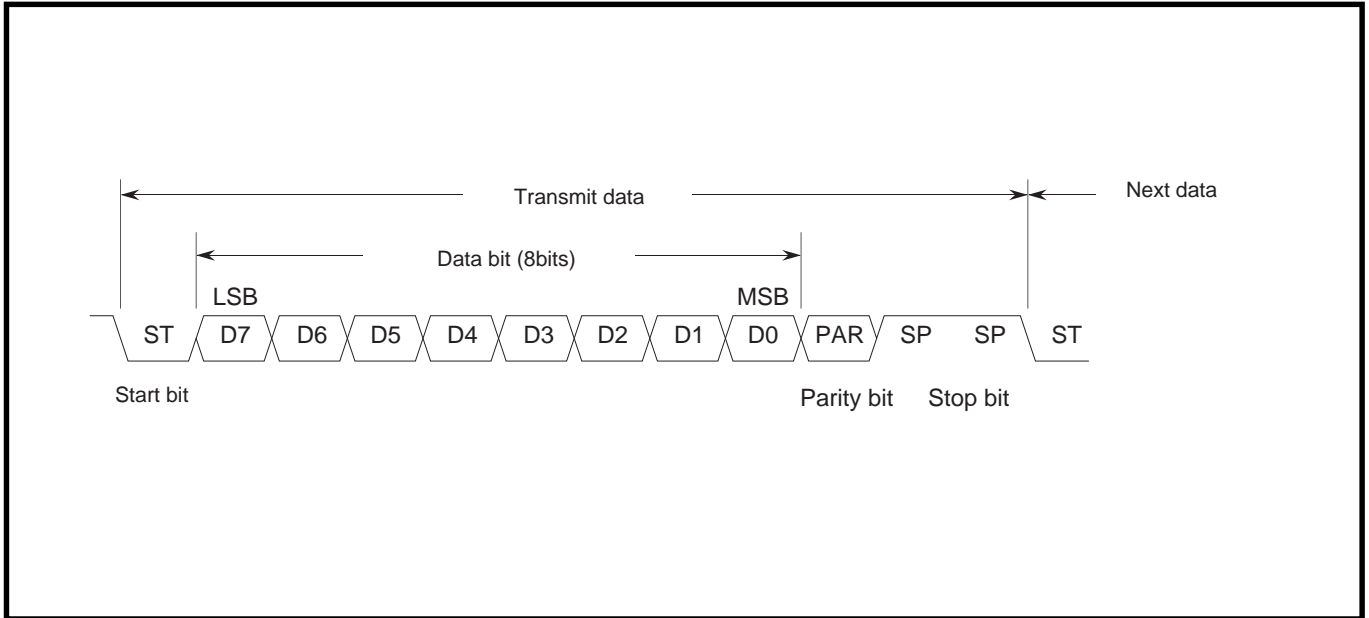 Transmit data Next data
Data bit (8bits)
LSB MSB
ST D7 D6 D5 D4 D3 D2 D1 D0 PAR SP SP ST
Start bit Parity bit Stop bit